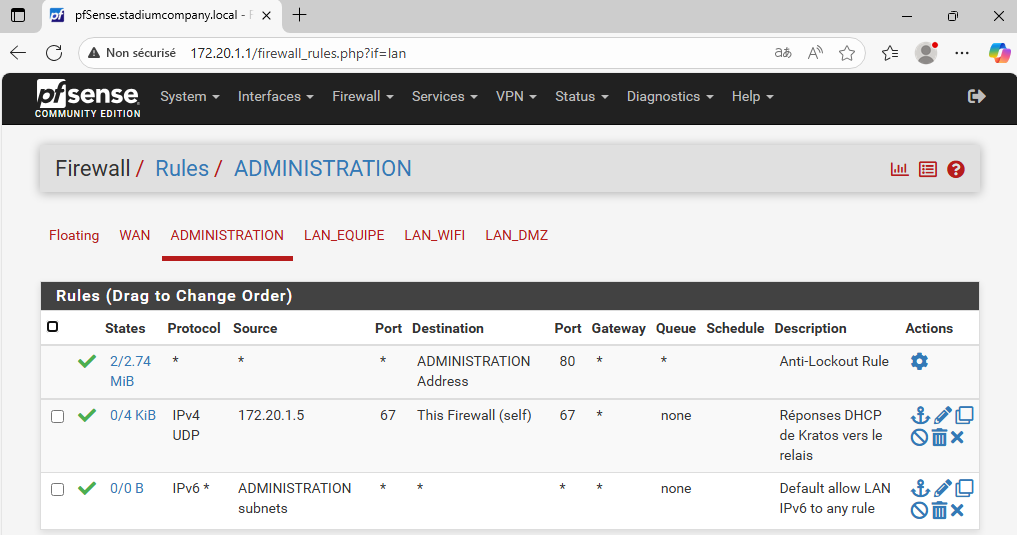 pfSense.stadiumcompany.local - F
Non sécurisé 172.20.1.1/firewall_rules.php?if=lan
pfsense
COMMUNITY EDITION
System Interfaces Firewall Services VPN Status Diagnostics Help
Firewall / Rules / ADMINISTRATION
Floating WAN ADMINISTRATION LAN_EQUIPE LAN_WIFI LAN_DMZ
Rules (Drag to Change Order)
States Protocol Source Port Destination Port Gateway Queue Schedule Description Actions
2/2.74 * * * ADMINISTRATION 80 * * Anti-Lockout Rule
MiB Address
0/4 KiB IPv4 172.20.1.5 67 This Firewall (self) 67 * none Réponses DHCP
UDP de Kratos vers le
relais
0/0 B IPv6 * ADMINISTRATION * * * * none Default allow LAN
subnets IPv6 to any rule